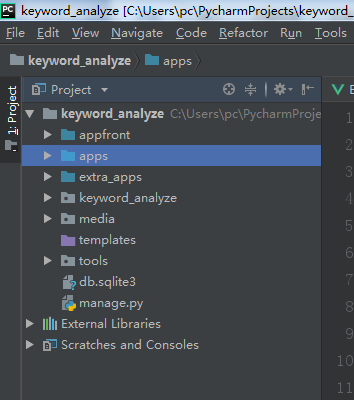 PC keyword_analyze [C:\Users\pc\PycharmProjects\keyword_
File Edit View Navigate Code Refactor Run Tools
keyword_analyze apps
1: Project
Project
keyword_analyze C:\Users\pc\PycharmProje
appfront
apps
extra_apps
keyword_analyze
media
templates
tools
db.sqlite3
manage.py
External Libraries
Scratches and Consoles
1
2
3
4
5
6
7
8
9
10
11